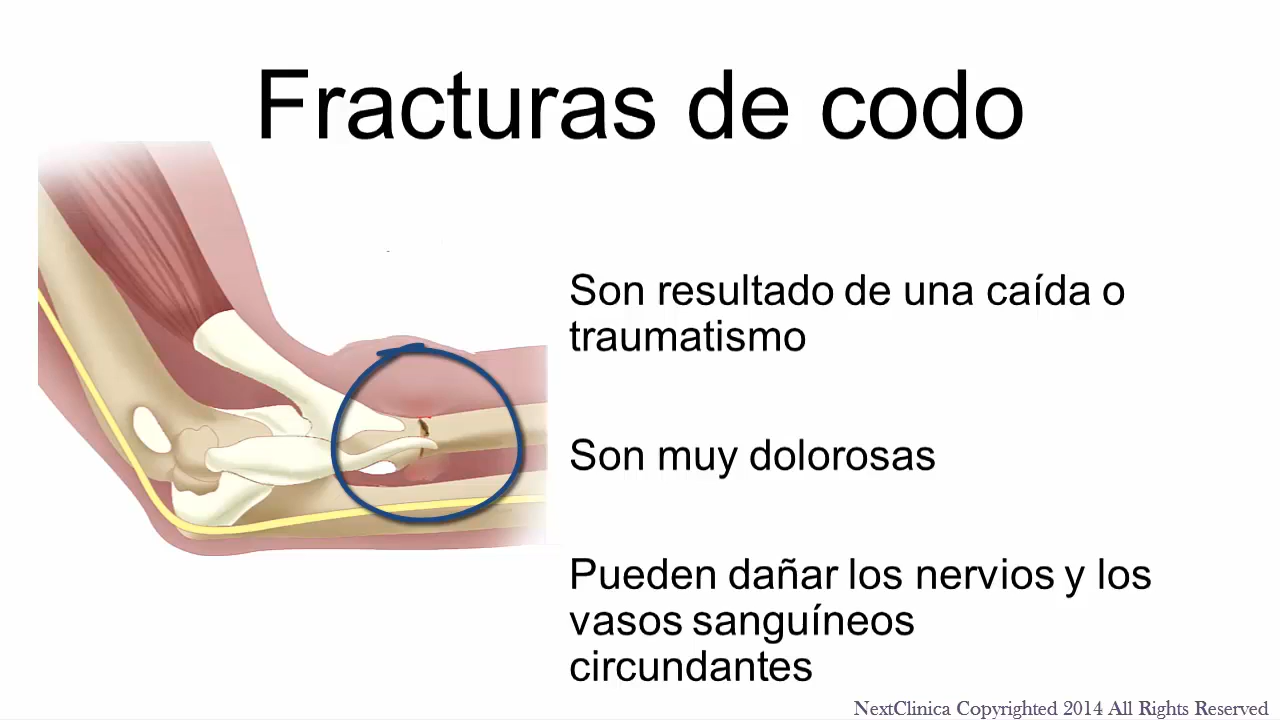 Fracturas de codo
Son resultado de una caída o
traumatismo
Son muy dolorosas
Pueden dañar los nervios y los
vasos sanguíneos
circundantes
NextClinica Copyrighted 2014 All Rights Reserved